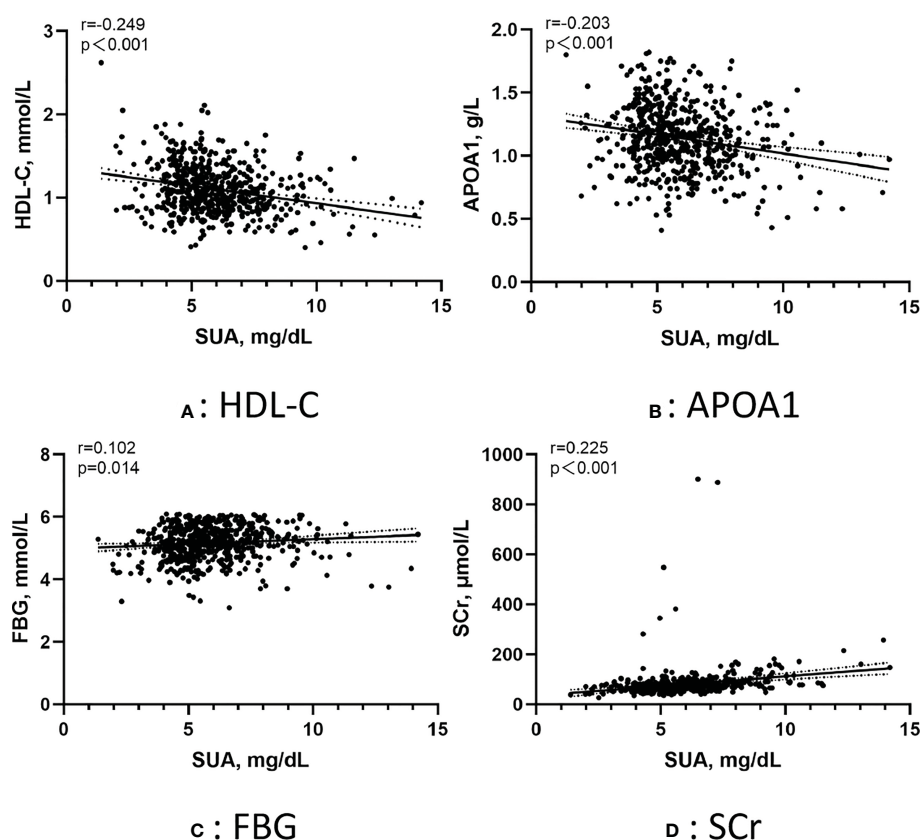 r=-0.249
p<0.001
3
2
1
0
HDL-C, mmol/L
0
5
10
15
SUA, mg/dL
A : HDL-C
r=-0.203
p<0.001
2.0
1.5
1.0
0.5
0.0
APOA1, g/L
0
5
10
15
SUA, mg/dL
B : APOA1
r=0.102
p=0.014
8
6
4
2
0
FBG, mmol/L
0
5
10
15
SUA, mg/dL
C : FBG
r=0.225
p<0.001
1000
800
600
400
200
0
SCr, μmol/L
0
5
10
15
SUA, mg/dL
D : SCr